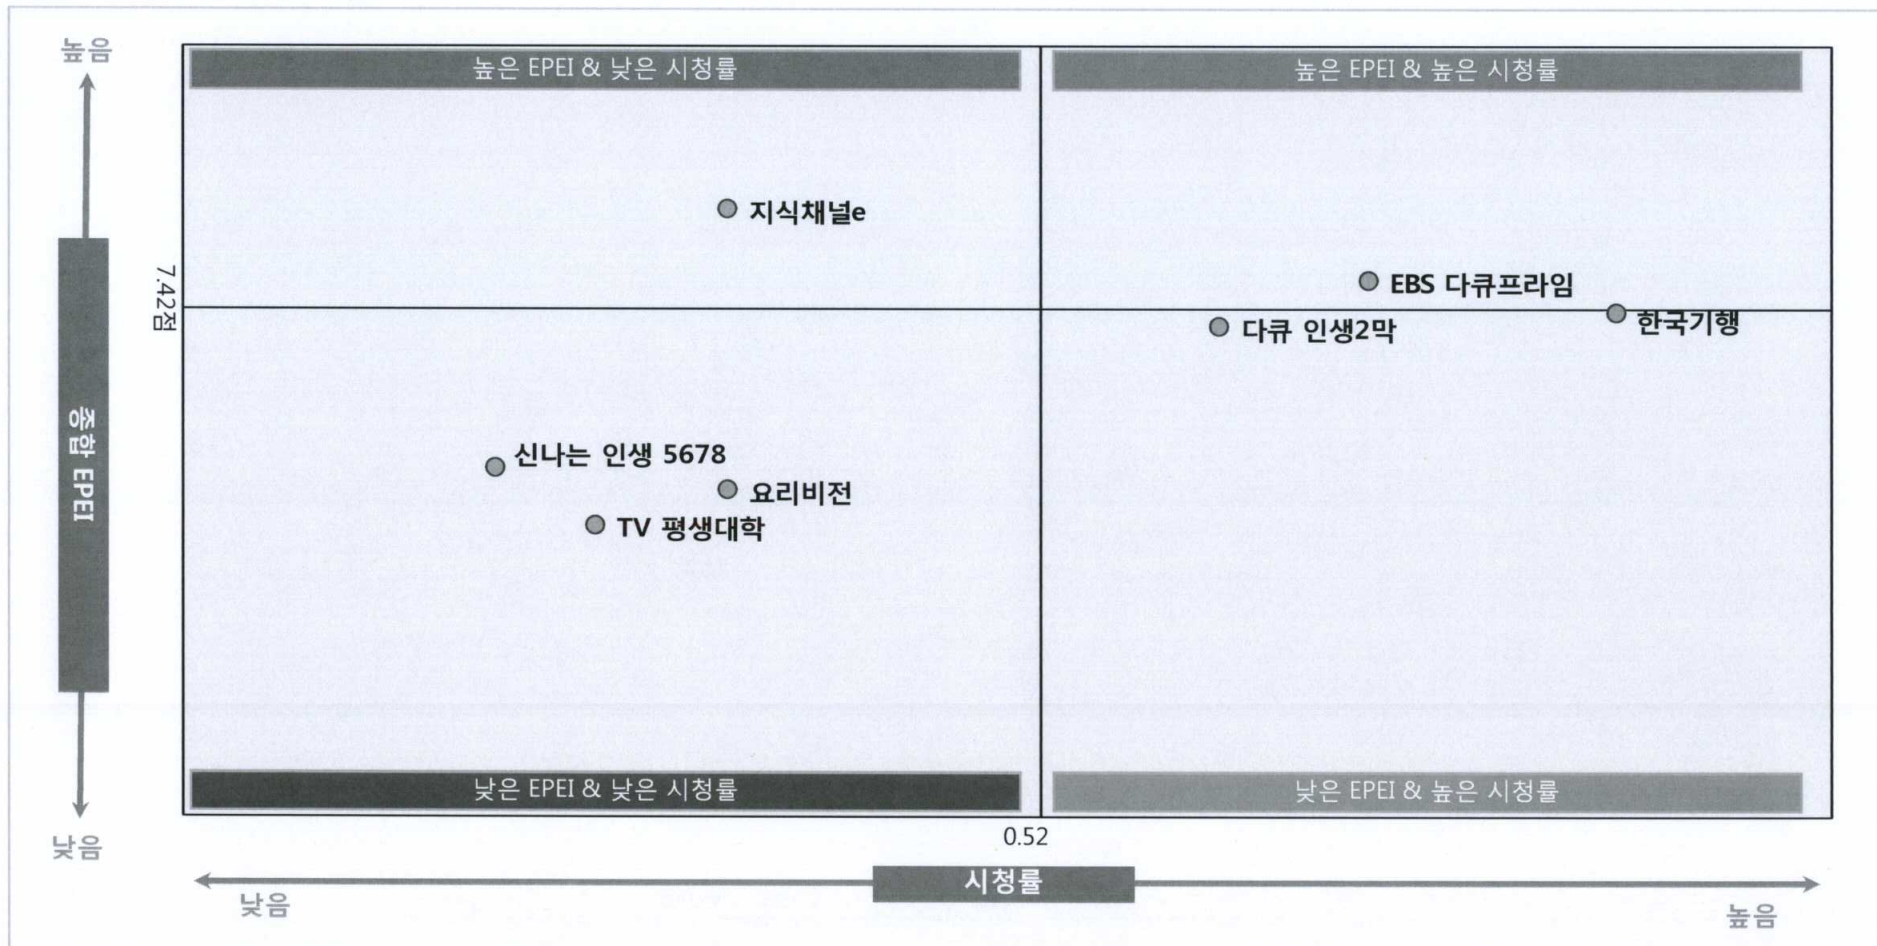 높음
높은 EPEI & 낮은 시청률
높은 EPEI & 높은 시청률
지식채널e
7.42점
EBS 다큐프라임
한국기행
다큐 인생2막
종합 EPEI
신나는 인생 5678
요리비전
TV 평생대학
낮은 EPEI & 낮은 시청률
낮은 EPEI & 높은 시청률
낮음
0.52
시청률
낮음
높음